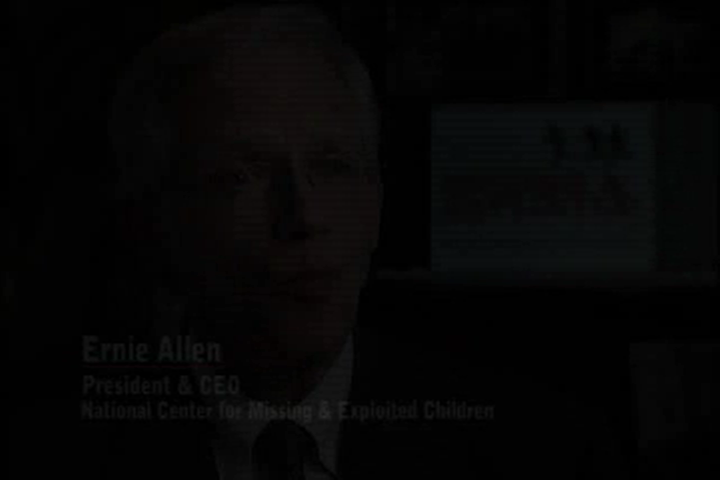 Ernie Allen
President & CEO
National Center for Missing & Exploited Children